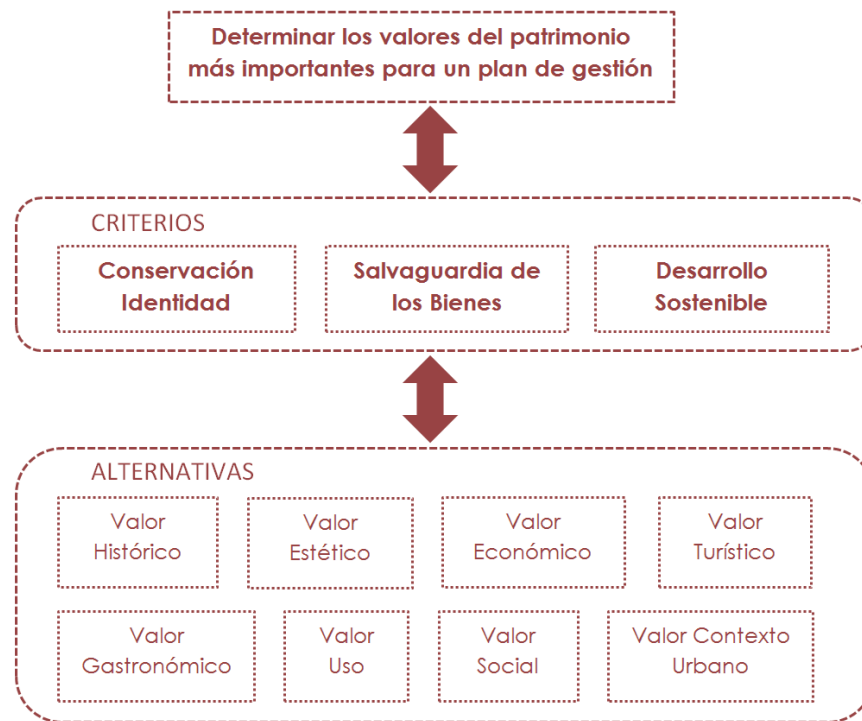 Determinar los valores del patrimonio
más importantes para un plan de gestión
CRITERIOS
Conservación
Identidad
Salvaguardia de
los Bienes
Desarrollo
Sostenible
ALTERNATIVAS
Valor
Histórico
Valor
Estético
Valor
Económico
Valor
Turístico
Valor
Gastronómico
Valor
Uso
Valor
Social
Valor Contexto
Urbano